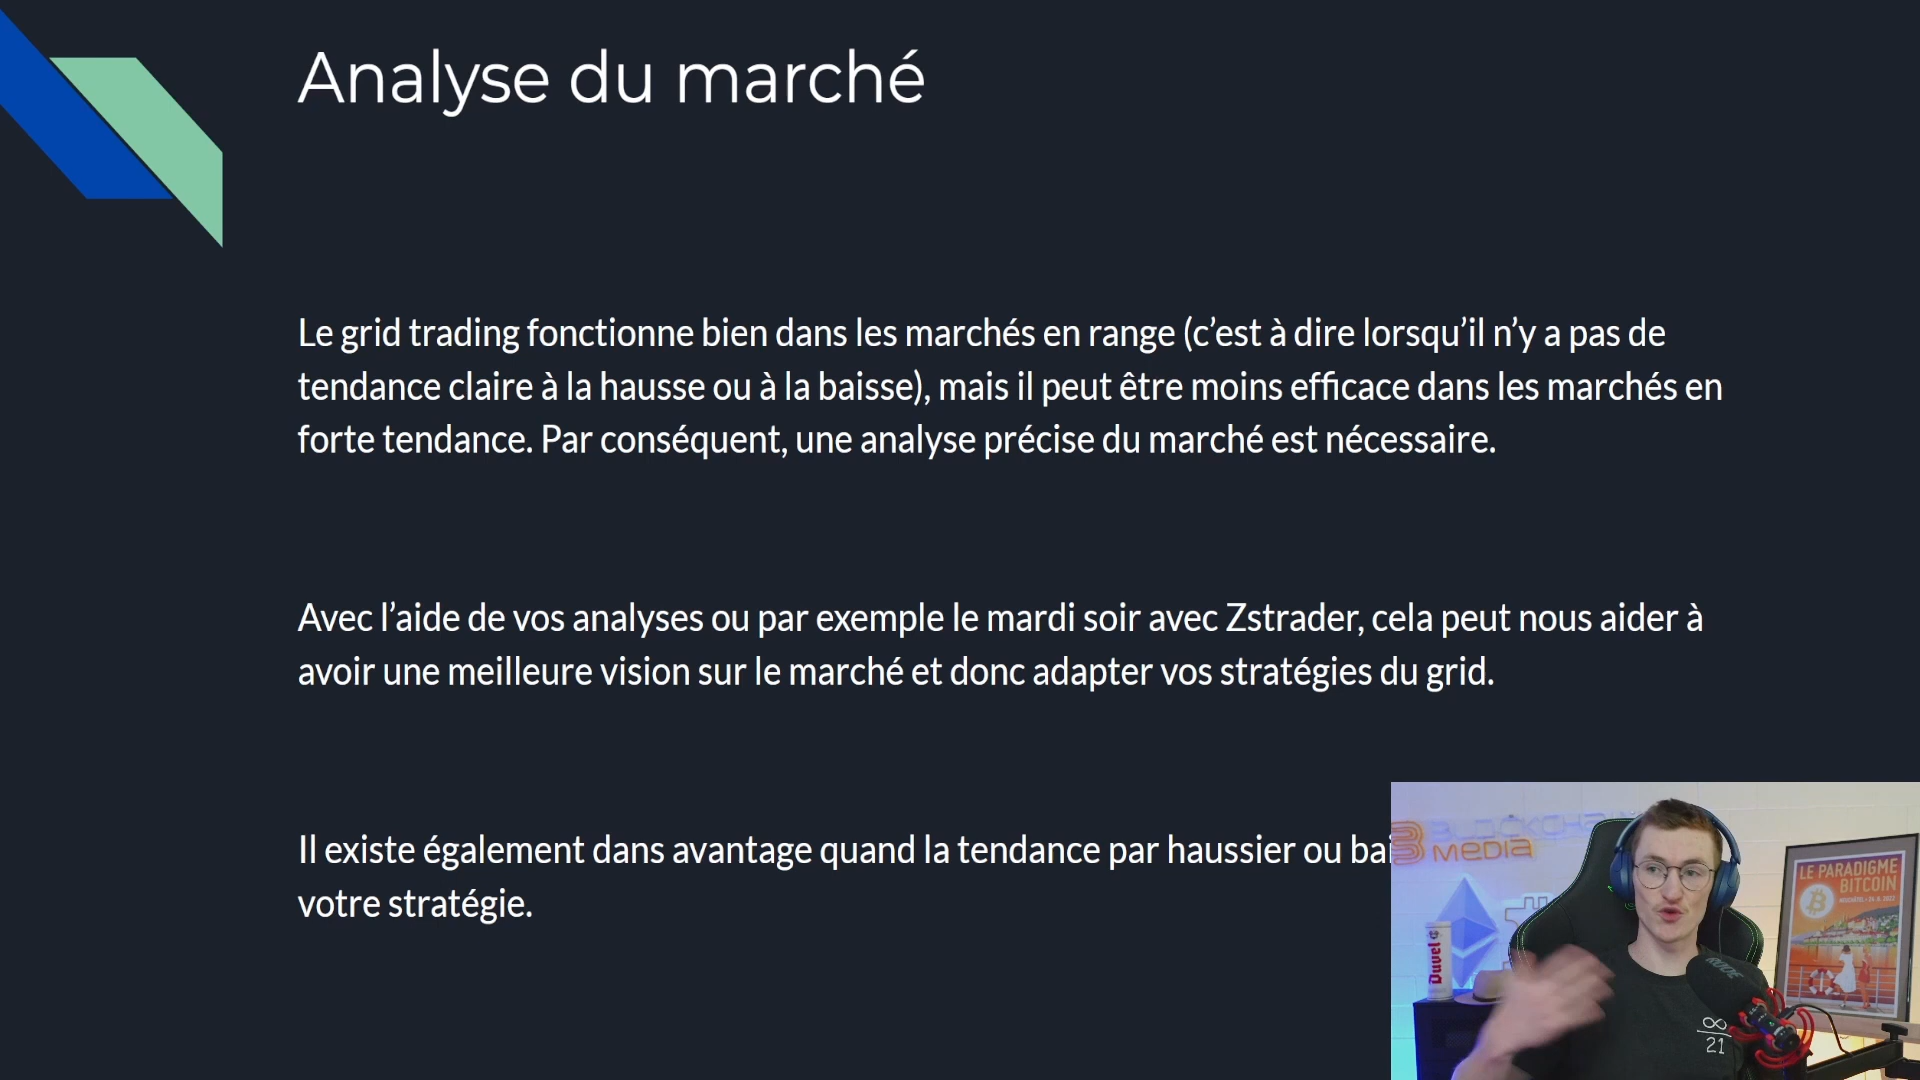 Analyse du marché
Le grid trading fonctionne bien dans les marchés en range (c’est à dire lorsqu’il n’y a pas de
tendance claire à la hausse ou à la baisse), mais il peut être moins efficace dans les marchés en
forte tendance. Par conséquent, une analyse précise du marché est nécessaire.
Avec l’aide de vos analyses ou par exemple le mardi soir avec Zstrader, cela peut nous aider à
avoir une meilleure vision sur le marché et donc adapter vos stratégies du grid.
Il existe également dans avantage quand la tendance par haussier ou
votre stratégie.
MEDIA
LE PARADIGME
BITCOIN
Duvel
RODE
∞
21